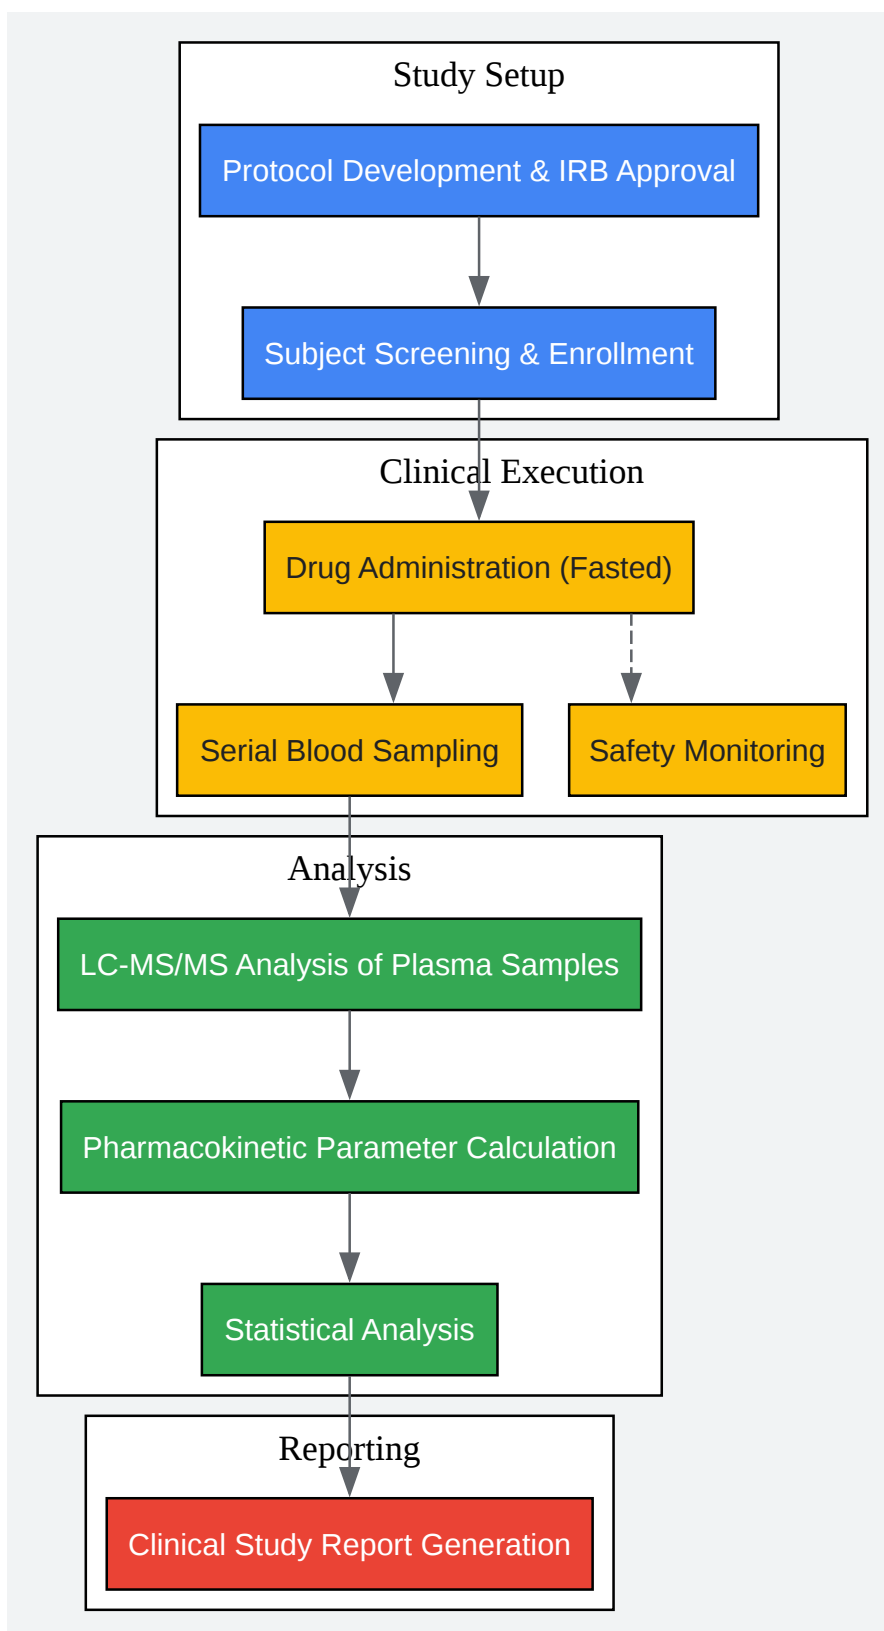 Study Setup
Protocol Development & IRB Approval
Subject Screening & Enrollment
Clinical Execution
Drug Administration (Fasted)
Serial Blood Sampling
Safety Monitoring
Analysis
LC-MS/MS Analysis of Plasma Samples
Pharmacokinetic Parameter Calculation
Statistical Analysis
Reporting
Clinical Study Report Generation